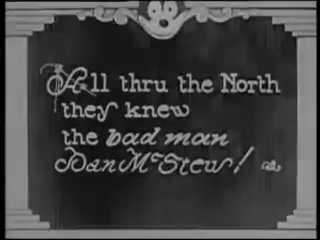 All thru the North
they knew
the bad man
Dan McStew!